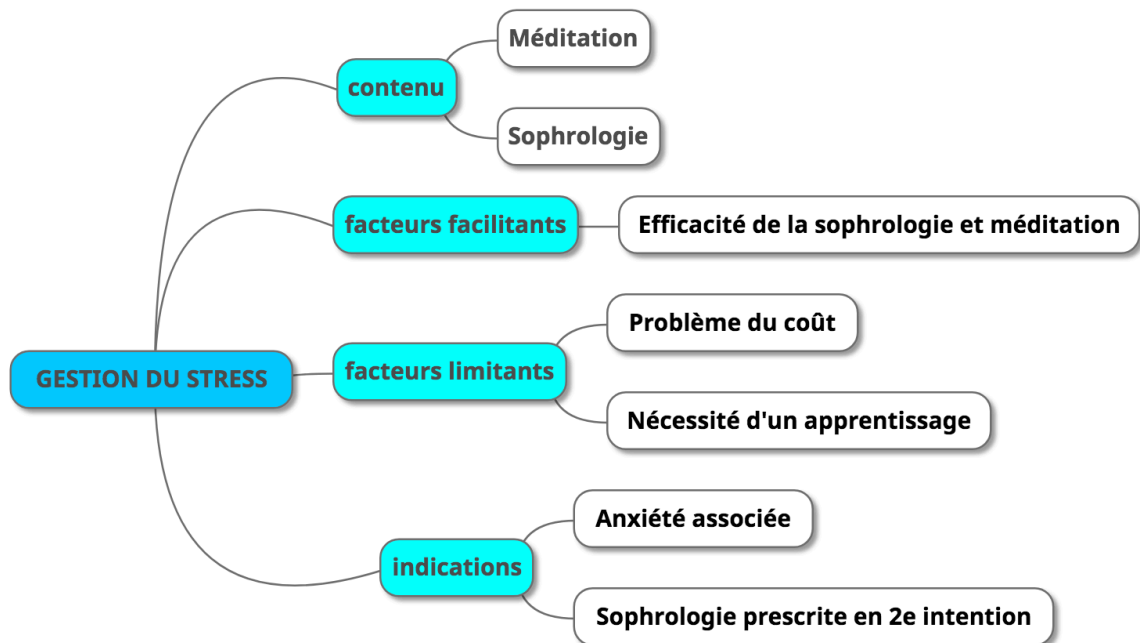 Méditation
contenu
Sophrologie
facteurs facilitants
Efficacité de la sophrologie et méditation
Problème du coût
GESTION DU STRESS
facteurs limitants
Nécessité d'un apprentissage
Anxiété associée
indications
Sophrologie prescrite en 2e intention